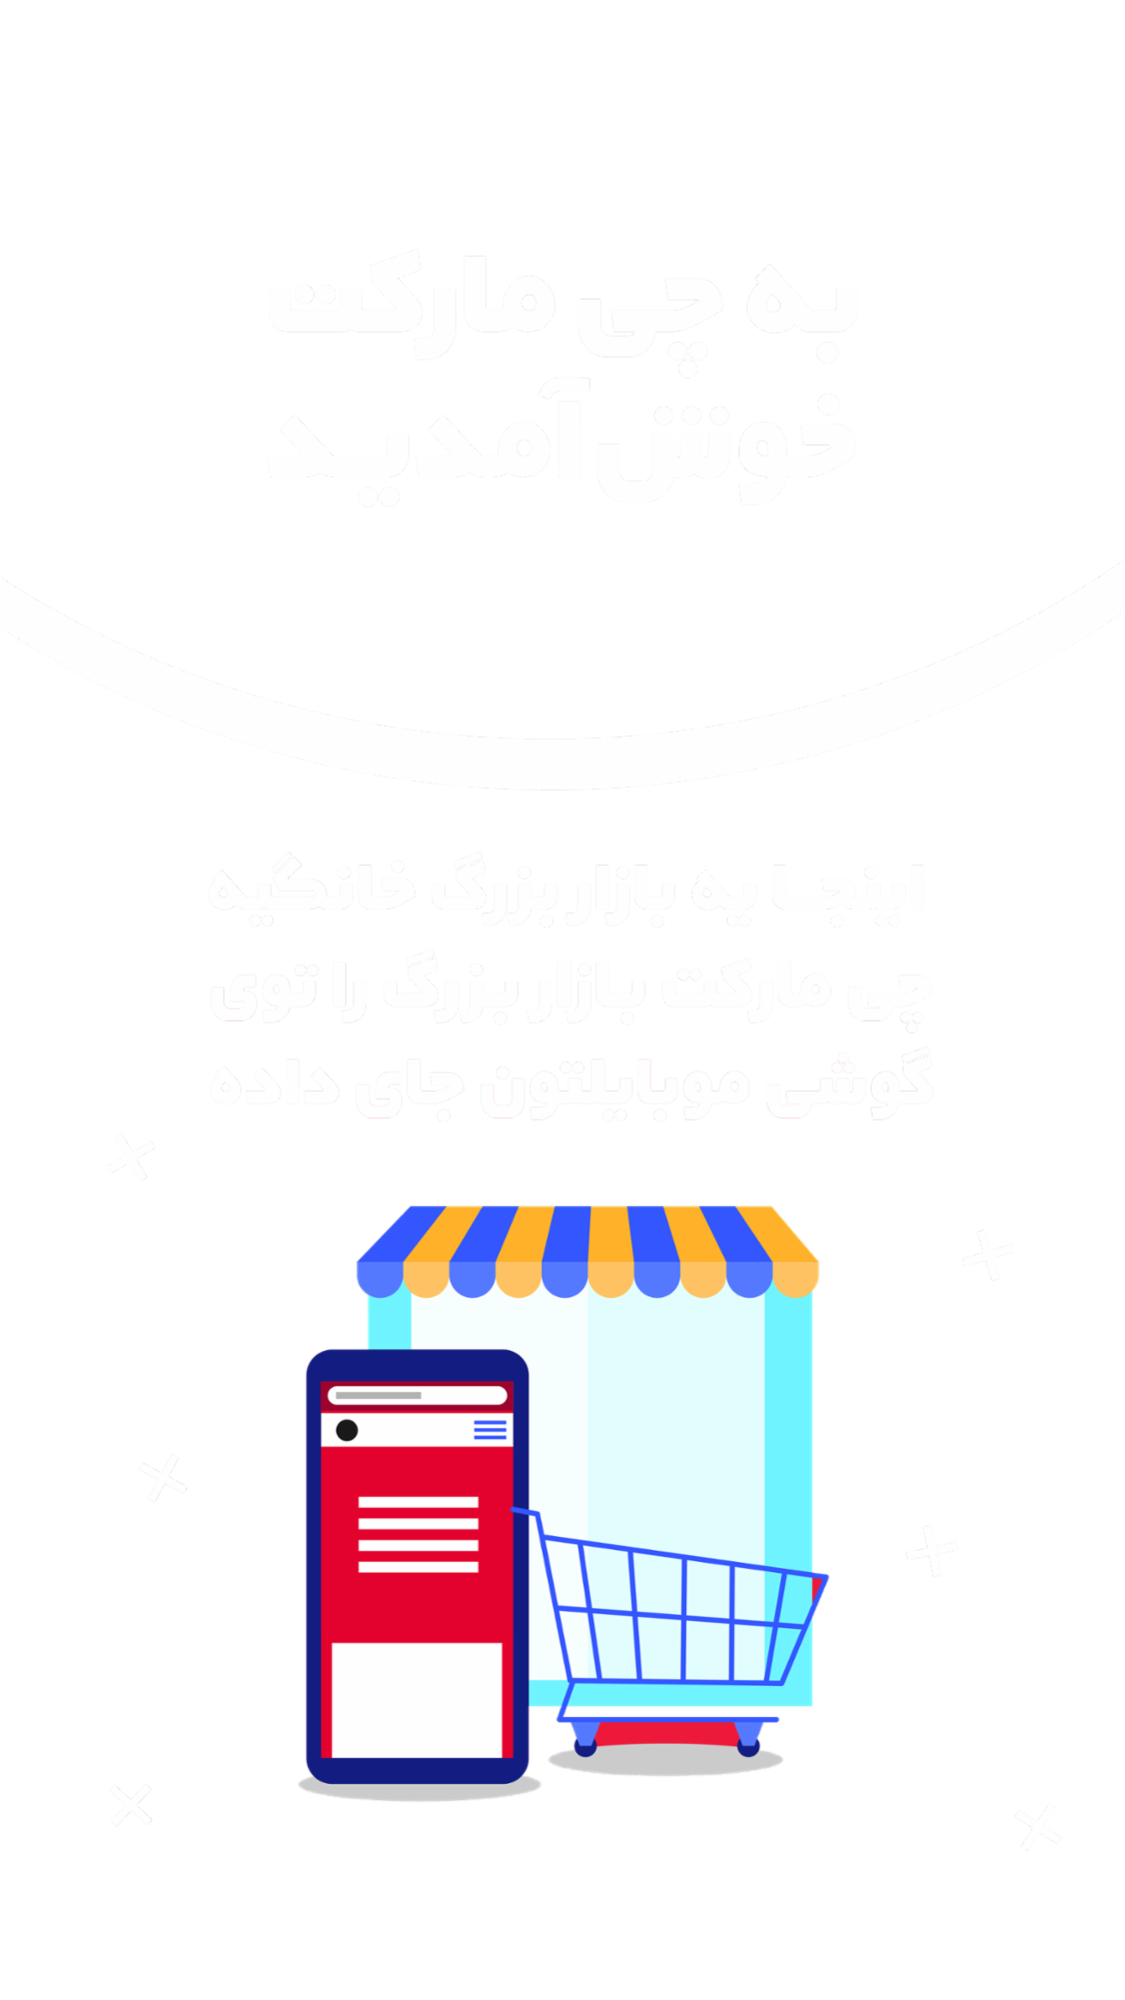 به چی مارکت
خوش آمدید
اینجا یه بازار بزرگ خانگیه
چی مارکت بازار بزرگ را توی
گوشی موبایلتون جای داده